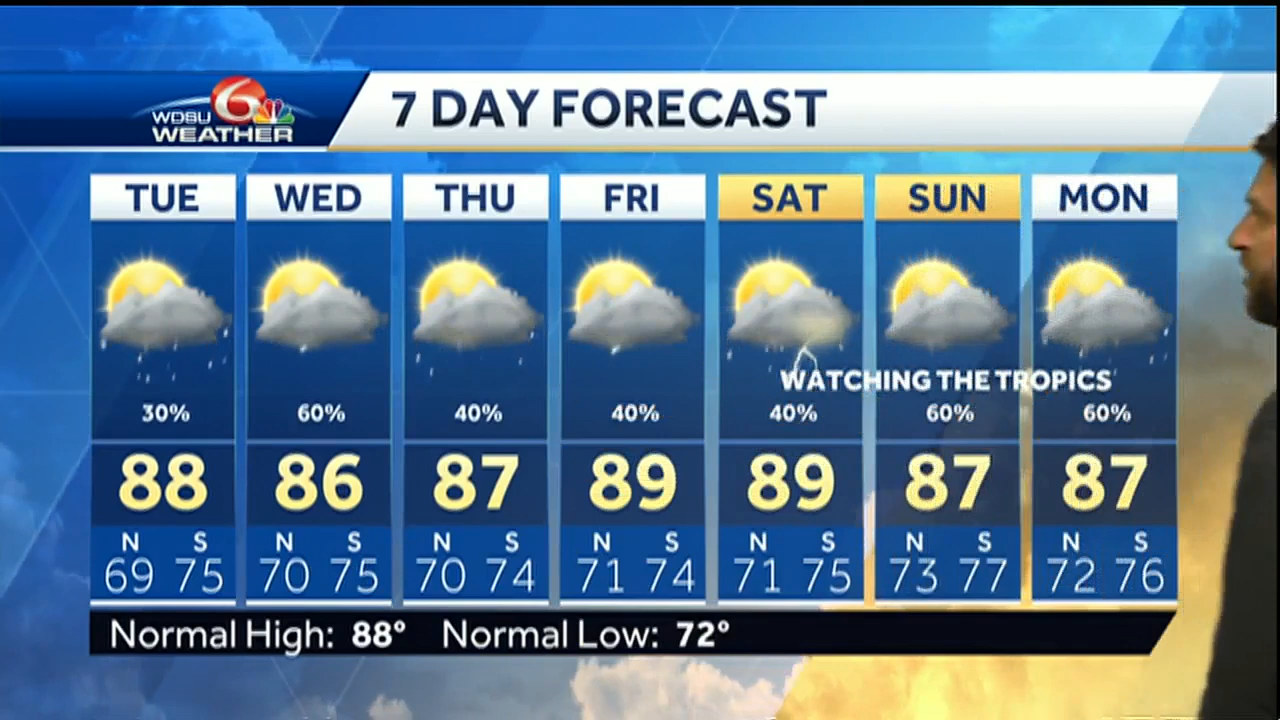 WDSU 6
WEATHER
7 DAY FORECAST
TUE WED THU FRI SAT SUN MON
WATCHING THE TROPICS
30% 60% 40% 40% 40% 60% 60%
88 86 87 89 89 87 87
N S N S N S N S N S N S N S
69 75 70 75 70 74 71 74 71 75 73 77 72 76
Normal High: 88° Normal Low: 72°